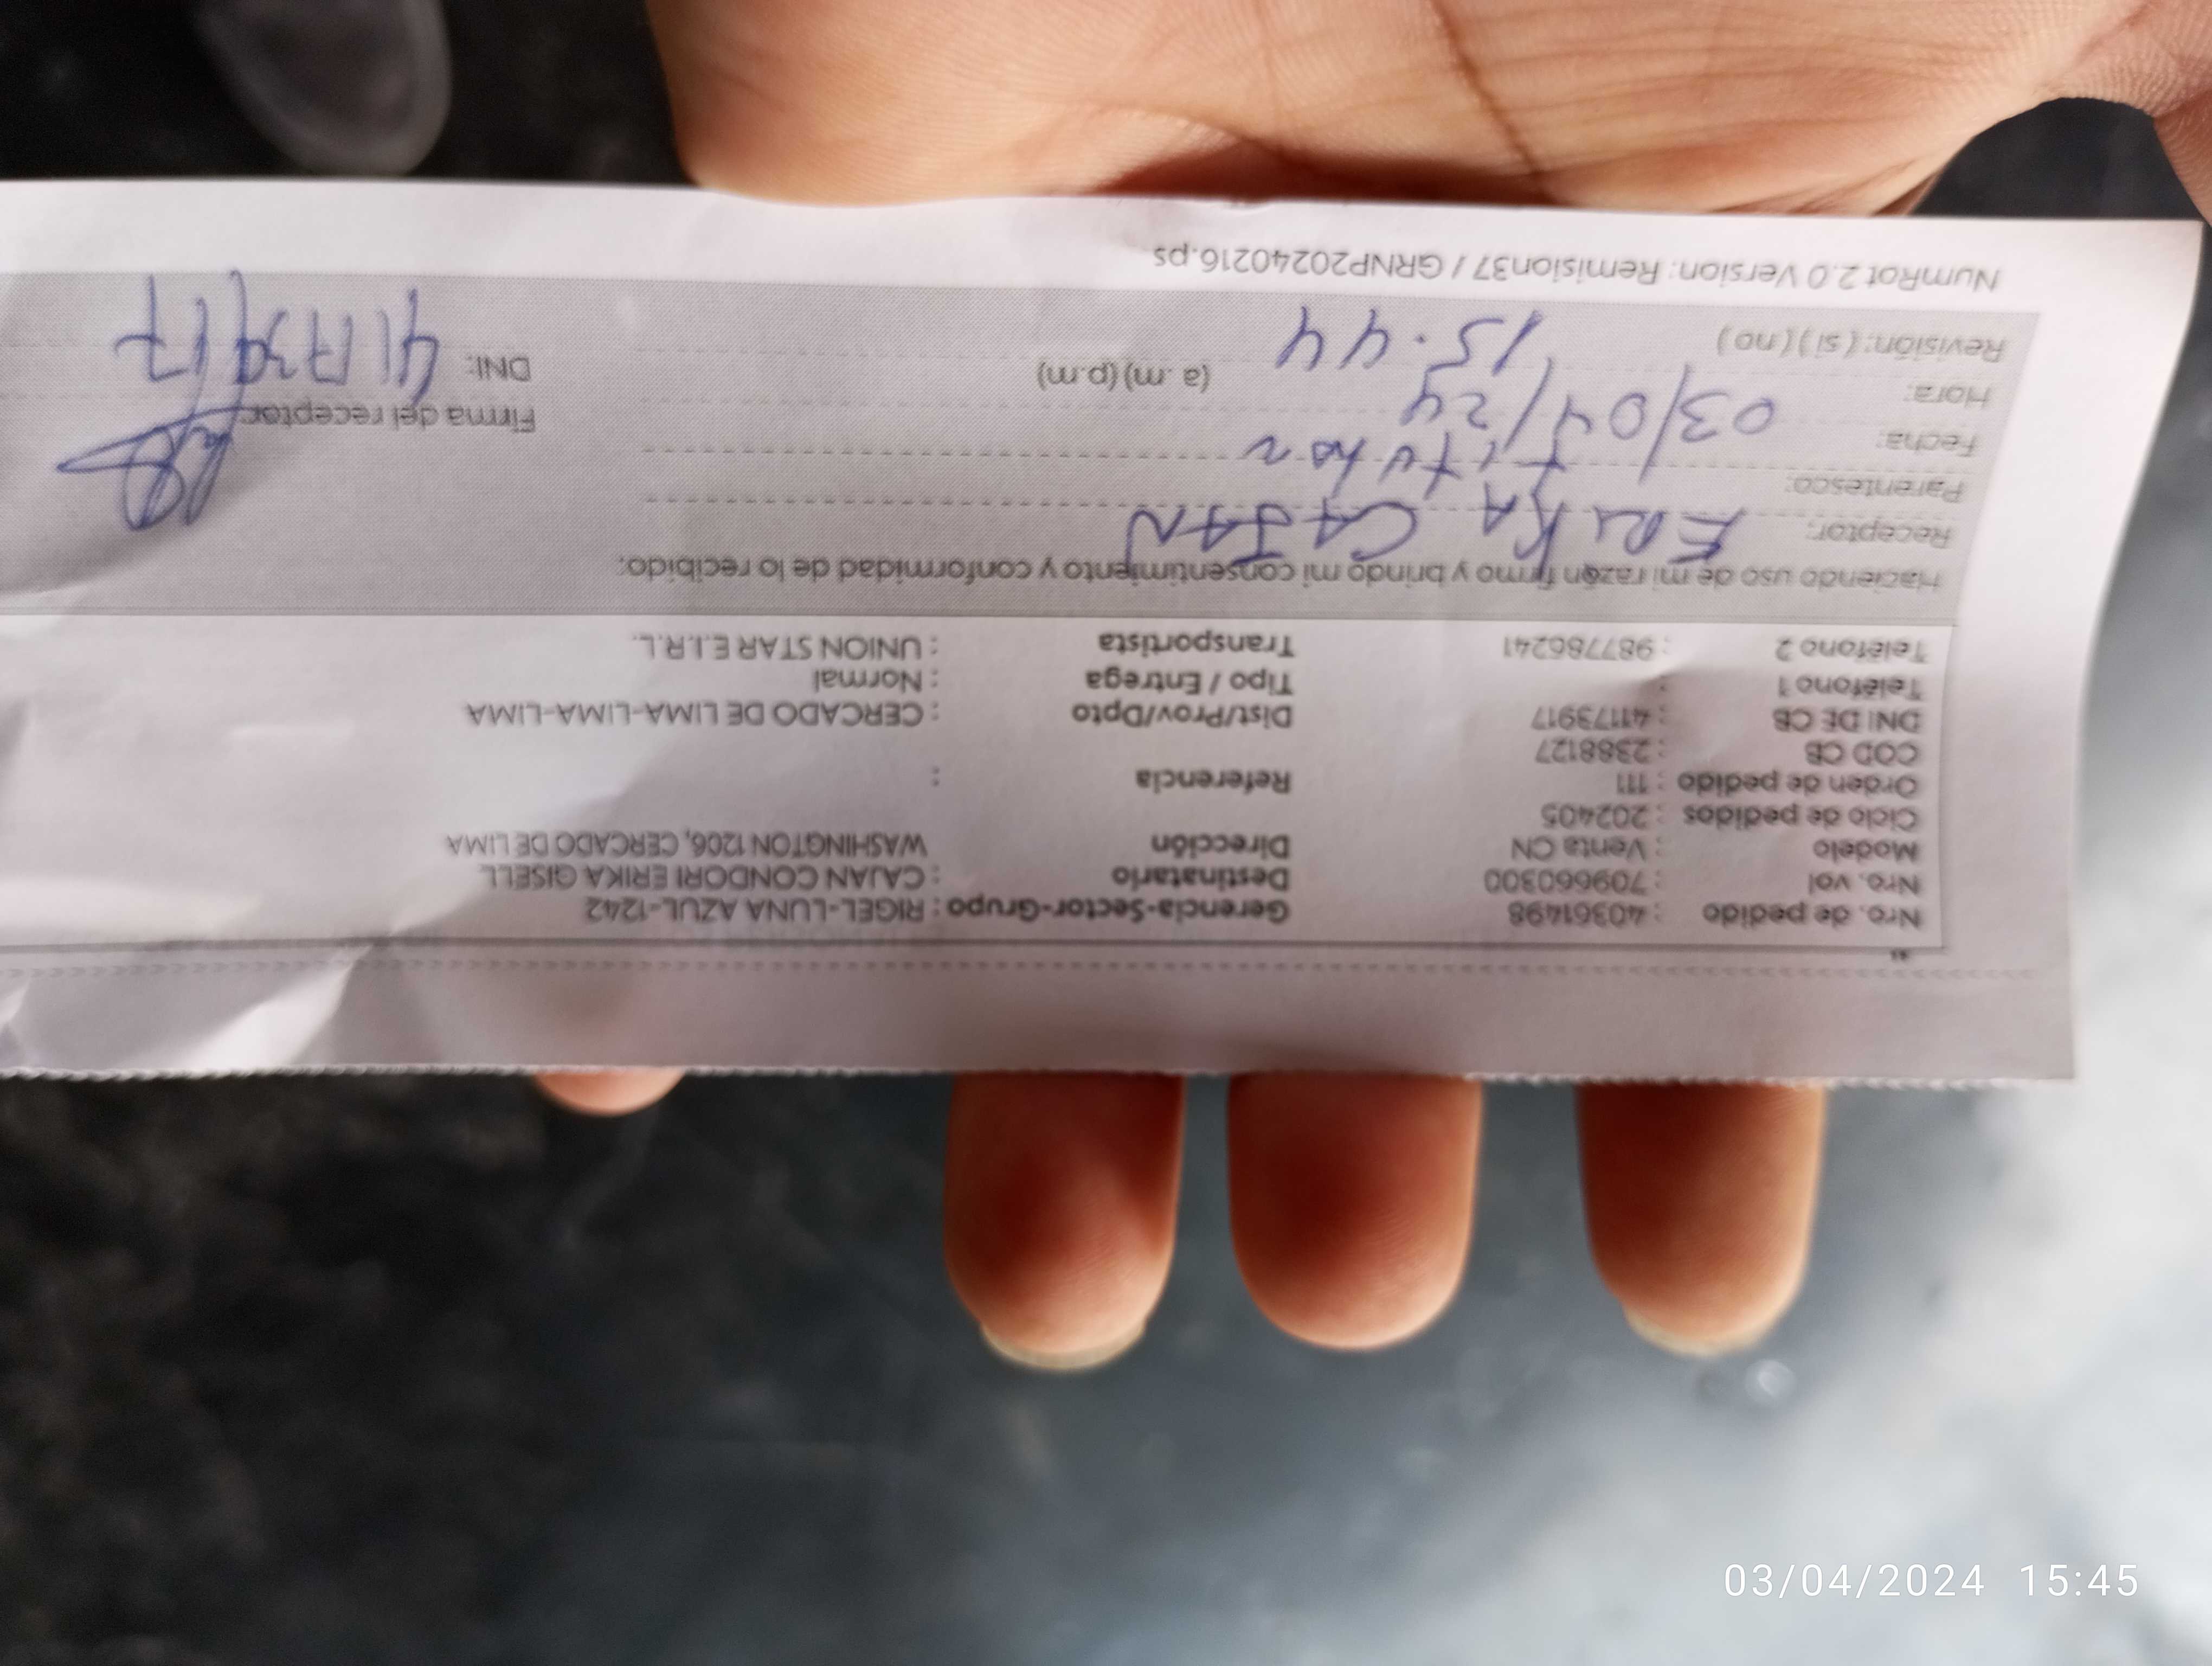 Nro. de pedido : 40361498 Gerencia-Sector-Grupo : RIGEL-LUNA AZUL-1242
Nro. vol : 709660300 Destinatario : CAJAN CONDORI ERIKA GISELL
Modelo : Venta CN Dirección WASHINGTON 1206, CERCADO DE LIMA
Ciclo de pedidos : 202405
Orden de pedido : 111 Referencia :
COD CB : 2388127
DNI DE CB : 41173917 Dist/Prov/Dpto : CERCADO DE LIMA-LIMA-LIMA
Teléfono 1 : Tipo / Entrega : Normal
Teléfono 2 : 987786241 Transportista : UNION STAR E.I.R.L.
Haciendo uso de mi razón firmo y brindo mi consentimiento y conformidad de lo recibido:
Receptor: ERIKA CAJAN
Parentesco: Titular
Fecha: 03/04/24 Firma del receptor:
Hora: 15.44 (a .m) (p.m) DNI: 41173917
Revisión: ( si ) ( no )
NumRot 2.0 Version: Remision37 / GRNP20240216.ps
03/04/2024 15:45